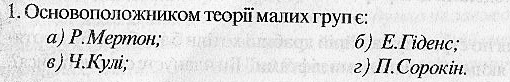 1. Основоположником теорії малих груп є:
а) Р.Мертон; б) Е.Гіденс;
в) Ч.Кулі; г) П.Сорокін.